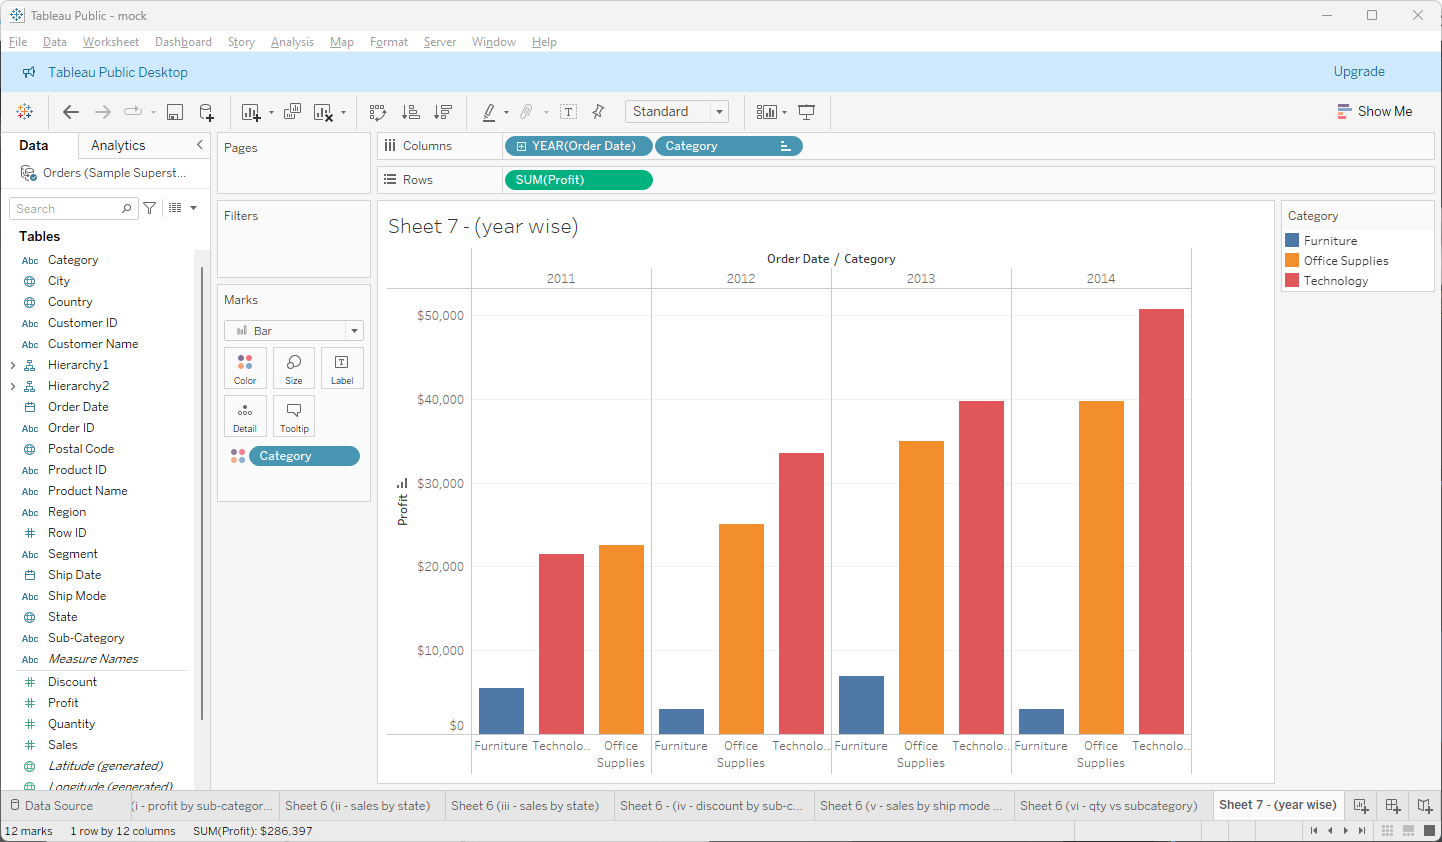 Tableau Public - mock
File Data Worksheet Dashboard Story Analysis Map Format Server Window Help
Tableau Public Desktop
Upgrade
Standard
Show Me
Data
Analytics
Orders (Sample Superst...
Search
Tables
Abc Category
City
Country
Abc Customer ID
Abc Customer Name
Hierarchy1
Hierarchy2
Order Date
Abc Order ID
Postal Code
Abc Product ID
Abc Product Name
Abc Region
Row ID
Abc Segment
Ship Date
Abc Ship Mode
State
Abc Sub-Category
Abc Measure Names
Discount
Profit
Quantity
Sales
Latitude (generated)
Longitude (generated)
Pages
Filters
Marks
Bar
Color
Size
Label
Detail
Tooltip
Category
Columns
YEAR(Order Date)
Category
Rows
SUM(Profit)
Sheet 7 - (year wise)
Order Date / Category
2011 2012 2013 2014
$50,000
$40,000
$30,000
$20,000
$10,000
$0
Profit
Furniture Technolo.. Office Supplies Furniture Office Supplies Technolo.. Furniture Office Supplies Technolo.. Furniture Office Supplies Technolo..
Category
Furniture
Office Supplies
Technology
Data Source
(i - profit by sub-categor...
Sheet 6 (ii - sales by state)
Sheet 6 (iii - sales by state)
Sheet 6 - (iv - discount by sub-c...
Sheet 6 (v - sales by ship mode ...
Sheet 6 (vi - qty vs subcategory)
Sheet 7 - (year wise)
12 marks
1 row by 12 columns
SUM(Profit): $286,397